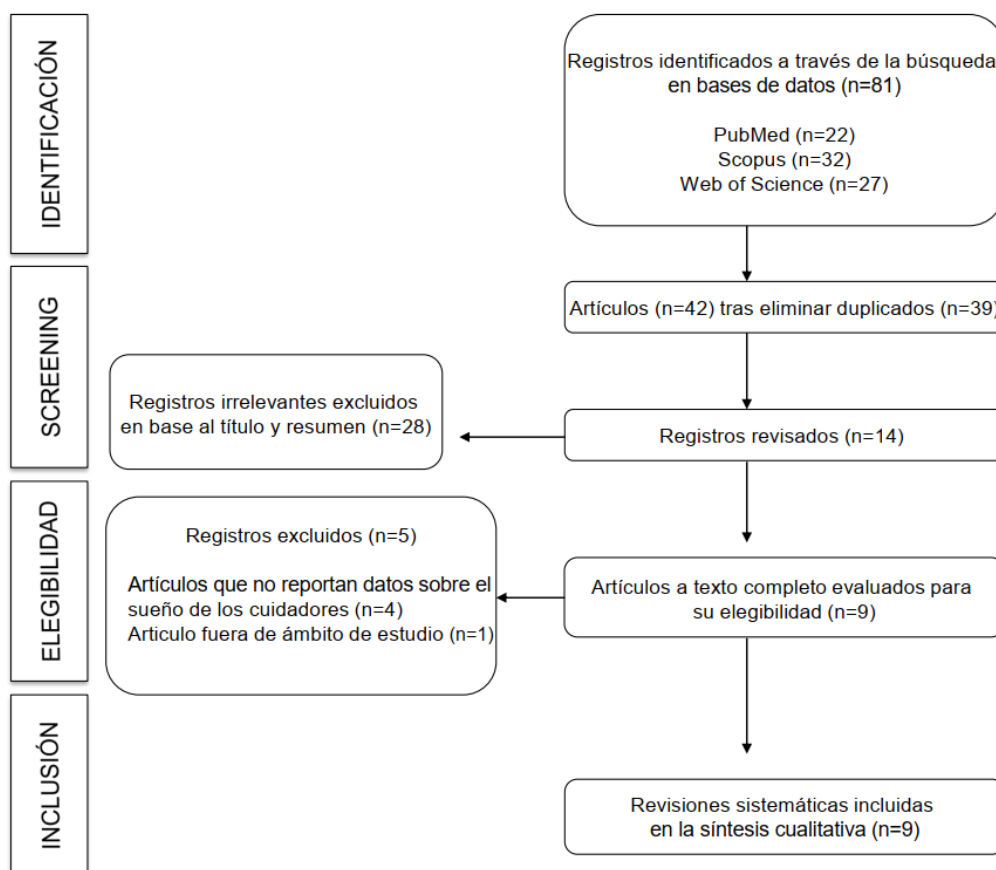 IDENTIFICACIÓN
Registros identificados a través de la búsqueda
en bases de datos (n=81)
PubMed (n=22)
Scopus (n=32)
Web of Science (n=27)
SCREENING
Artículos (n=42) tras eliminar duplicados (n=39)
Registros irrelevantes excluidos
en base al título y resumen (n=28)
Registros revisados (n=14)
ELEGIBILIDAD
Registros excluidos (n=5)
Artículos que no reportan datos sobre el
sueño de los cuidadores (n=4)
Articulo fuera de ámbito de estudio (n=1)
Artículos a texto completo evaluados para
su elegibilidad (n=9)
INCLUSIÓN
Revisiones sistemáticas incluidas
en la síntesis cualitativa (n=9)